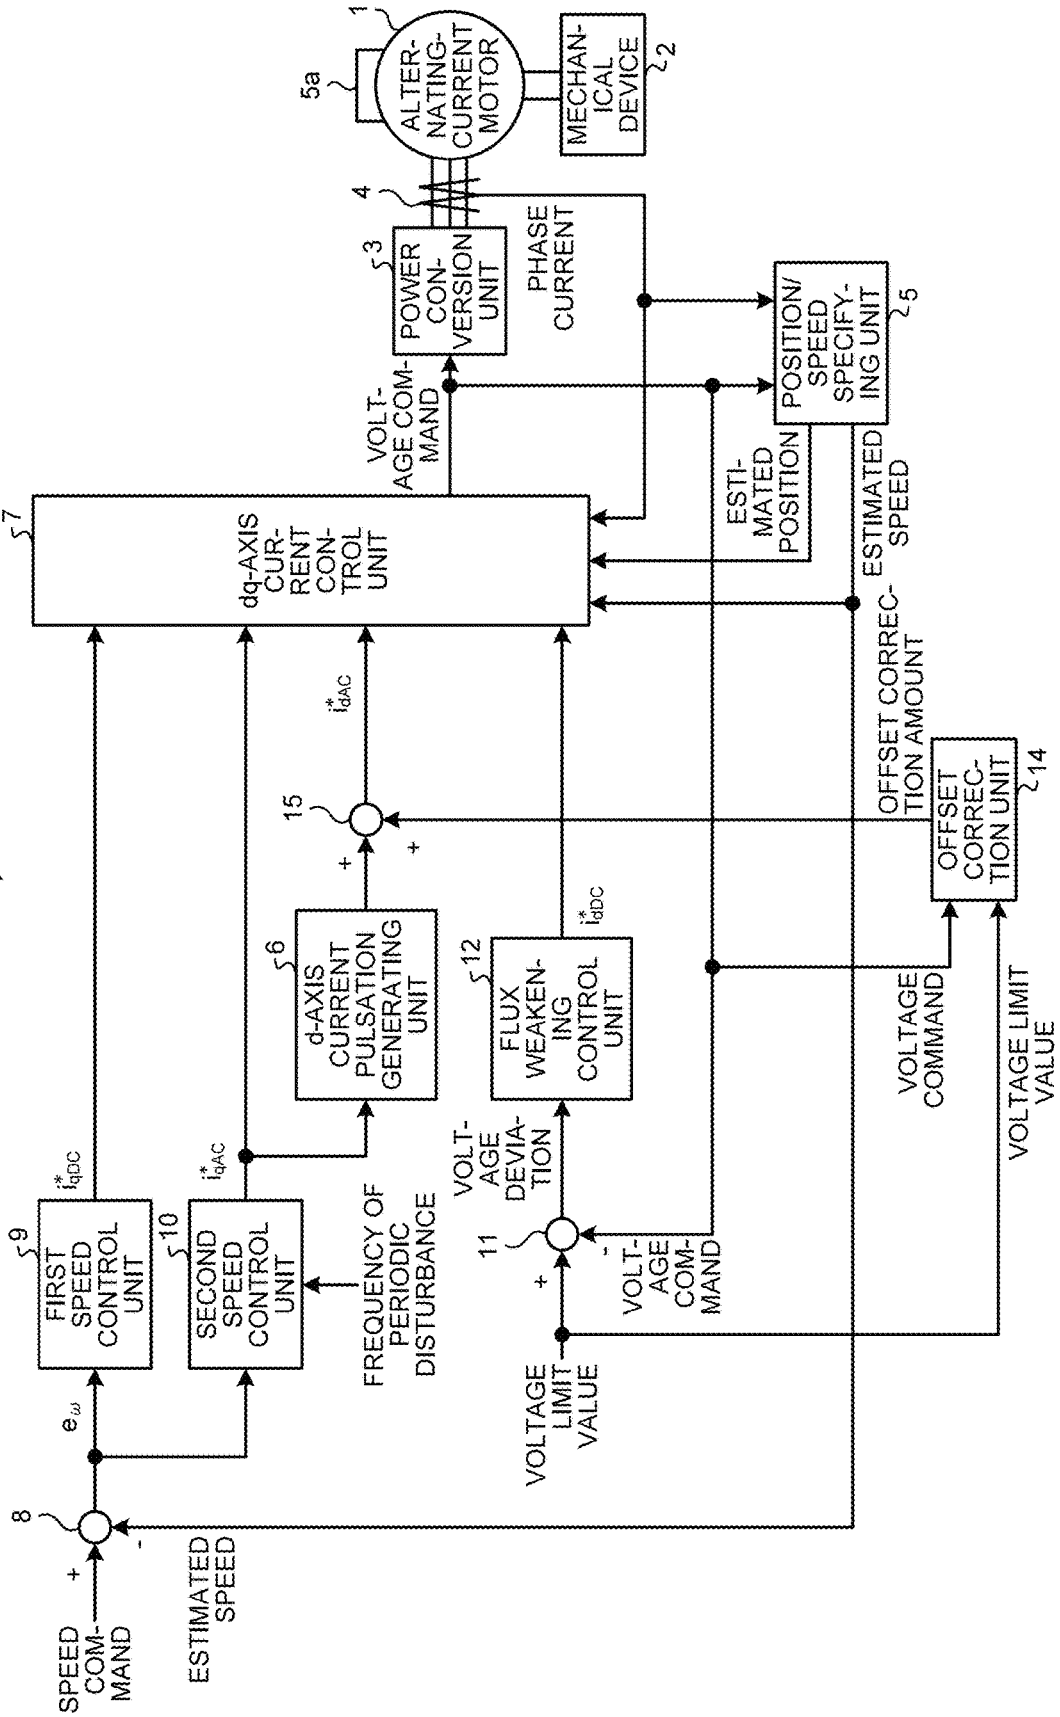 SPEED
COM-
MAND
+
-
8
ESTIMATED
SPEED
eω
9
FIRST
SPEED
CONTROL
UNIT
i*qDC
10
SECOND
SPEED
CONTROL
UNIT
i*qAC
FREQUENCY OF
PERIODIC
DISTURBANCE
6
d-AXIS
CURRENT
PULSATION
GENERATING
UNIT
+
+
15
i*dAC
VOLTAGE
LIMIT
VALUE
+
-
11
VOLT-
AGE COM-
MAND
VOLT-
AGE
DEVIA-
TION
12
FLUX
WEAKEN-
ING
CONTROL
UNIT
i*dDC
VOLTAGE
COMMAND
VOLTAGE LIMIT
VALUE
OFFSET
CORREC-
TION UNIT
14
OFFSET CORREC-
TION AMOUNT
7
dq-AXIS
CUR-
RENT
CON-
TROL
UNIT
VOLT-
AGE COM-
MAND
ESTI-
MATED
POSITION
ESTIMATED
SPEED
POSITION/
SPEED
SPECIFY-
ING UNIT
5
3
POWER
CON-
VERSION
UNIT
4
PHASE
CURRENT
5a
1
ALTER-
NATING-
CURRENT
MOTOR
MECHAN-
ICAL
DEVICE
2